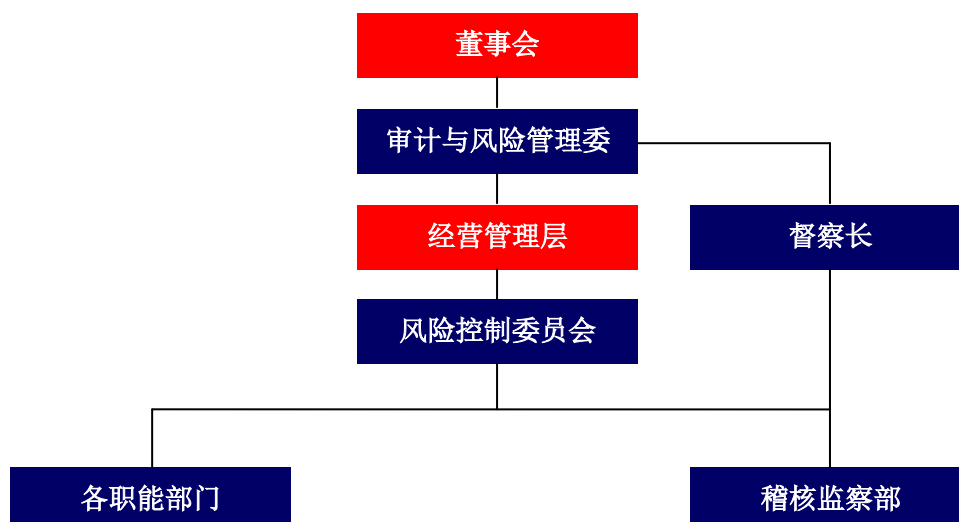 董事会
审计与风险管理委
经营管理层
督察长
风险控制委员会
各职能部门
稽核监察部